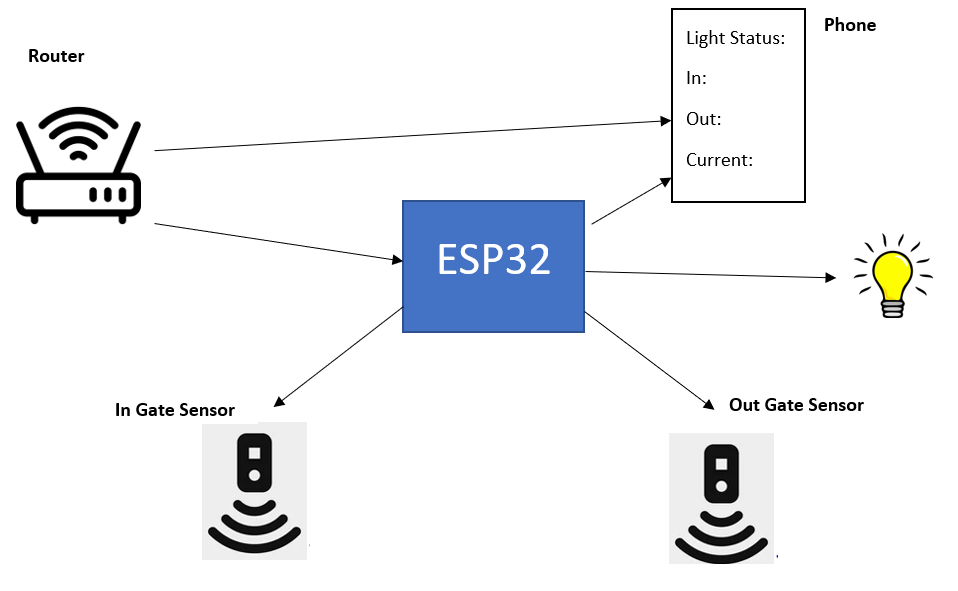 Router
Phone
Light Status:
In:
Out:
Current:
ESP32
In Gate Sensor
Out Gate Sensor